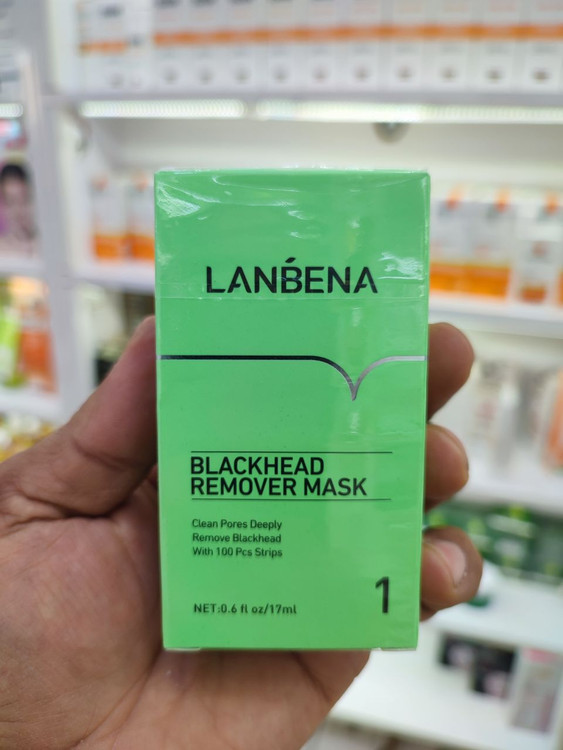 LANBENA
BLACKHEAD
REMOVER MASK
Clean Pores Deeply
Remove Blackhead
With 100 Pcs Strips
1
NET:0.6 fl oz/17ml